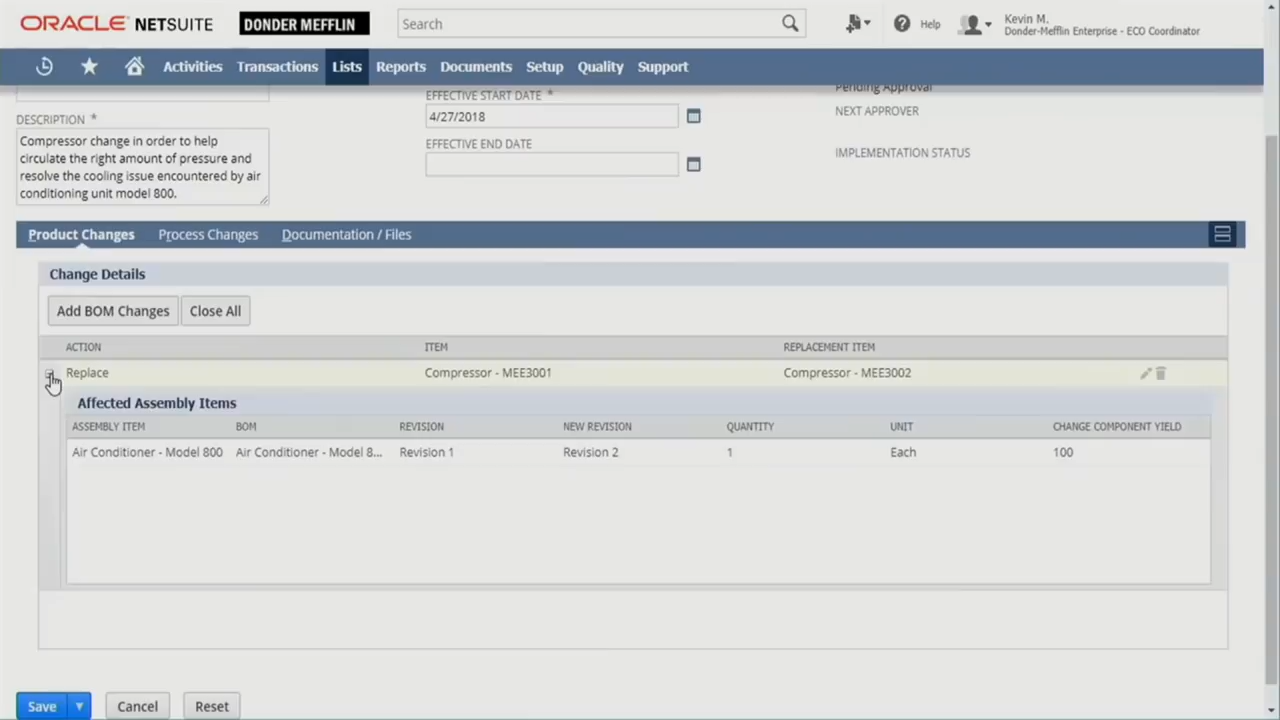 ORACLE NETSUITE DONDER MEFFLIN Search Help Kevin M.
Donder-Mefflin Enterprise - ECO Coordinator
Activities Transactions Lists Reports Documents Setup Quality Support
EFFECTIVE START DATE * Pending Approval
DESCRIPTION * 4/27/2018 NEXT APPROVER
Compressor change in order to help
circulate the right amount of pressure and
resolve the cooling issue encountered by air
conditioning unit model 800.
EFFECTIVE END DATE IMPLEMENTATION STATUS
Product Changes Process Changes Documentation / Files
Change Details
Add BOM Changes Close All
ACTION ITEM REPLACEMENT ITEM
Replace Compressor - MEE3001 Compressor - MEE3002
Affected Assembly Items
ASSEMBLY ITEM BOM REVISION NEW REVISION QUANTITY UNIT CHANGE COMPONENT YIELD
Air Conditioner - Model 800 Air Conditioner - Model 8... Revision 1 Revision 2 1 Each 100
Save Cancel Reset